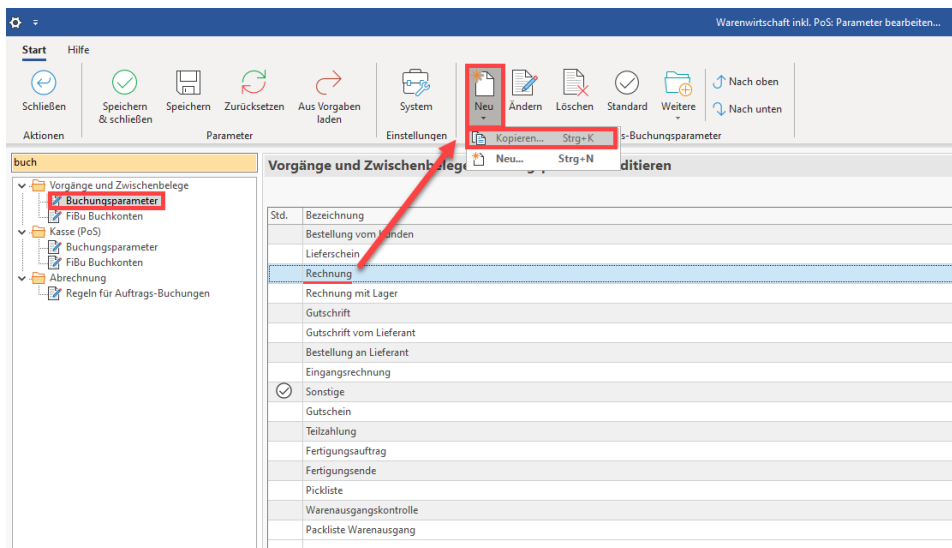 Warenwirtschaft inkl. PoS: Parameter bearbeiten...
Start Hilfe
Schließen
Speichern & schließen
Speichern
Zurücksetzen
Aus Vorgaben laden
System
Neu
Ändern
Löschen
Standard
Weitere
Nach oben
Nach unten
Aktionen
Parameter
Einstellungen
s-Buchungsparameter
Kopieren... Strg+K
Neu... Strg+N
buch
Vorgänge und Zwischenbelege
Buchungsparameter
FiBu Buchkonten
Kasse (PoS)
Buchungsparameter
FiBu Buchkonten
Abrechnung
Regeln für Auftrags-Buchungen
Vorgänge und Zwischenbelege
ditieren
Std. Bezeichnung
Bestellung vom Kunden
Lieferschein
Rechnung
Rechnung mit Lager
Gutschrift
Gutschrift vom Lieferant
Bestellung an Lieferant
Eingangsrechnung
Sonstige
Gutschein
Teilzahlung
Fertigungsauftrag
Fertigungsende
Pickliste
Warenausgangskontrolle
Packliste Warenausgang